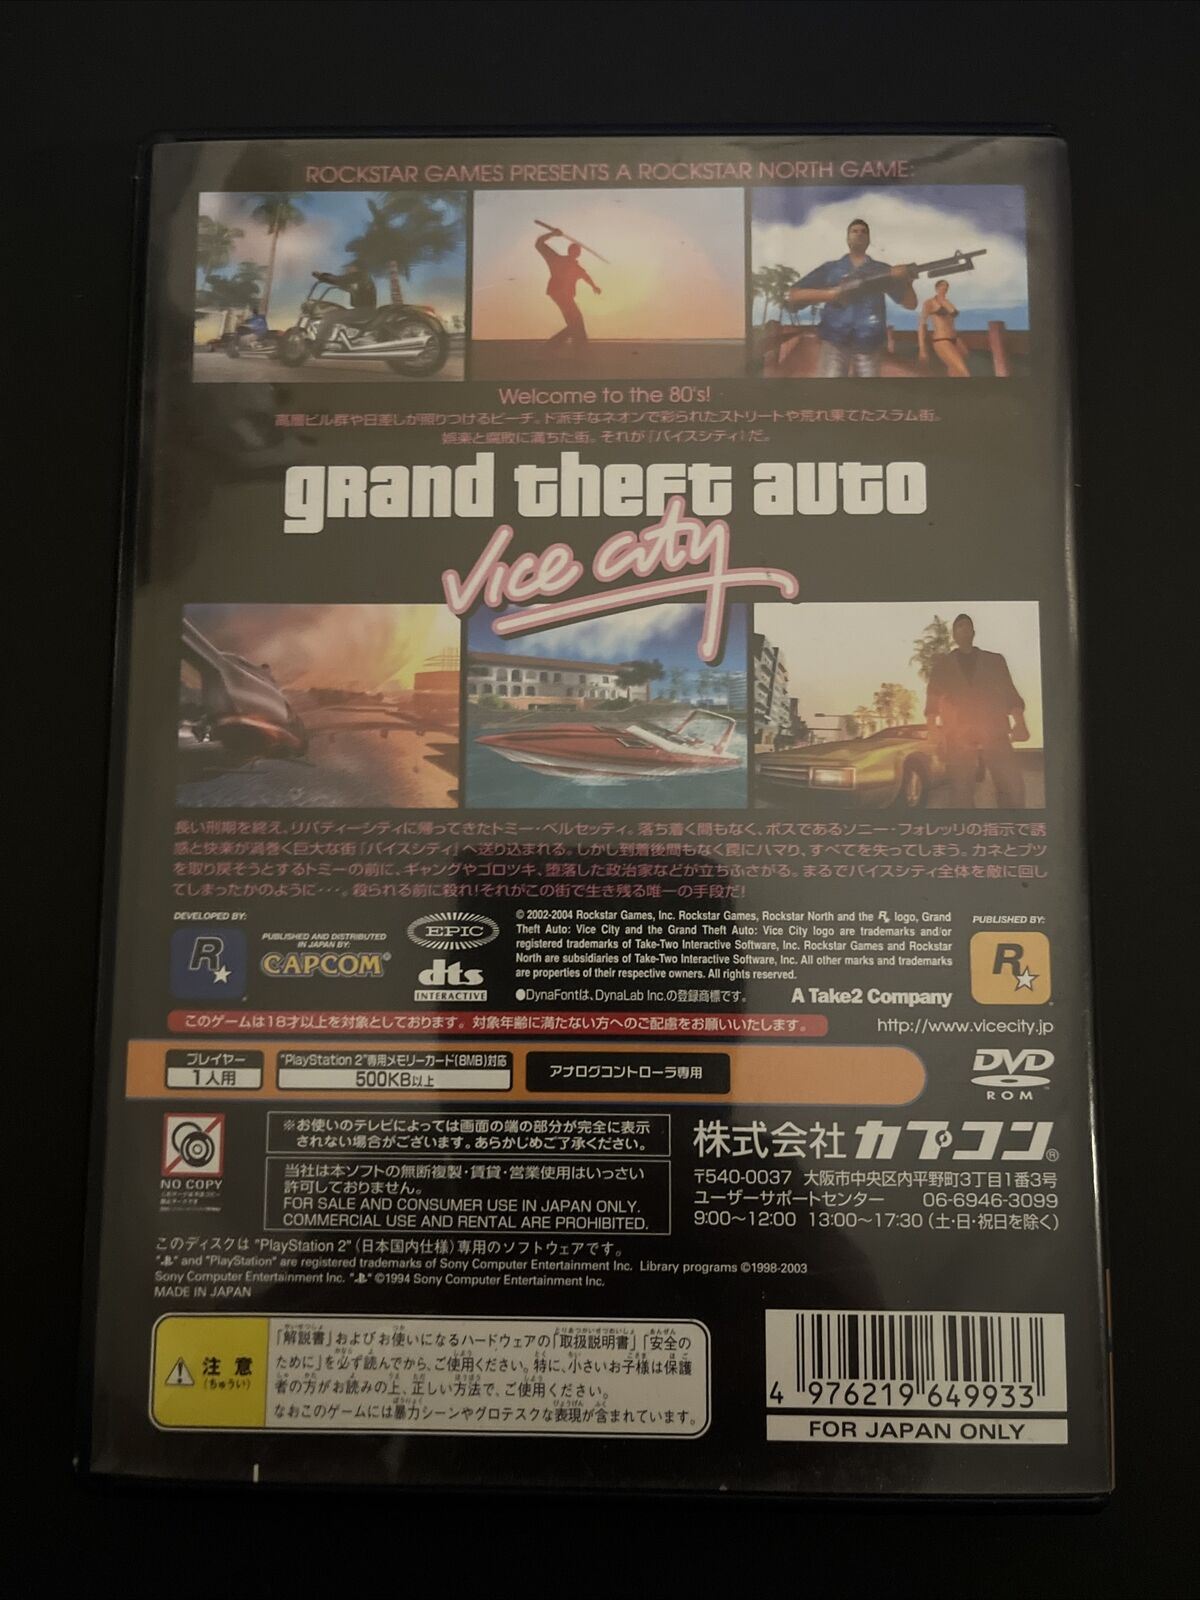 ROCKSTAR GAMES PRESENTS A ROCKSTAR NORTH GAME:
Welcome to the 80's!
高層ビル群や日差しが照りつけるビーチ。ド派手なネオンで彩られたストリートや荒れ果てたスラム街。
娯楽と腐敗に満ちた街。それが『バイスシティ』だ。
grand theft auto
Vice City
長い刑期を終え、リバティーシティに帰ってきたトミー・ベルセッティ。落ち着く間もなく、ボスであるソニー・フォレッリの指示で誘
惑と快楽が渦巻く巨大な街『バイスシティ』へ送り込まれる。しかし到着後間もなく罠にハマり、すべてを失ってしまう。カネとブツ
を取り戻そうとするトミーの前に、ギャングやゴロツキ、堕落した政治家などが立ちふさがる。まるでバイスシティ全体を敵に回し
てしまったかのように・・・。殺られる前に殺れ!それがこの街で生き残る唯一の手段だ!
DEVELOPED BY:
R
PUBLISHED AND DISTRIBUTED
IN JAPAN BY:
CAPCOM
EPIC
dts
INTERACTIVE
© 2002-2004 Rockstar Games, Inc. Rockstar Games, Rockstar North and the R logo, Grand
Theft Auto: Vice City and the Grand Theft Auto: Vice City logo are trademarks and/or
registered trademarks of Take-Two Interactive Software, Inc. Rockstar Games and Rockstar
North are subsidiaries of Take-Two Interactive Software, Inc. All other marks and trademarks
are properties of their respective owners. All rights reserved.
●DynaFontは、DynaLab Inc.の登録商標です。
A Take2 Company
PUBLISHED BY:
R
このゲームは18才以上を対象としております。対象年齢に満たない方へのご配慮をお願いいたします。
http://www.vicecity.jp
プレイヤー
1人用
"PlayStation 2"専用メモリーカード(8MB)対応
500KB以上
アナログコントローラ専用
DVD
ROM
NO COPY
※お使いのテレビによっては画面の端の部分が完全に表示
されない場合がございます。あらかじめご了承ください。
当社は本ソフトの無断複製・賃貸・営業使用はいっさい
許可しておりません。
FOR SALE AND CONSUMER USE IN JAPAN ONLY.
COMMERCIAL USE AND RENTAL ARE PROHIBITED.
株式会社カプコン®
〒540-0037 大阪市中央区内平野町3丁目1番3号
ユーザーサポートセンター 06-6946-3099
9:00〜12:00 13:00〜17:30(土・日・祝日を除く)
このディスクは "PlayStation 2"(日本国内仕様)専用のソフトウェアです。
" " and "PlayStation" are registered trademarks of Sony Computer Entertainment Inc. Library programs ©1998-2003
Sony Computer Entertainment Inc. " " ©1994 Sony Computer Entertainment Inc.
MADE IN JAPAN
注意
(ちゅうい)
「解説書」およびお使いになるハードウェアの「取扱説明書」「安全の
ために」を必ず読んでから、ご使用ください。特に、小さいお子様は保護
者の方がお読みの上、正しい方法で、ご使用ください。
なおこのゲームには暴力シーンやグロテスクな表現が含まれています。
4 976219 649933
FOR JAPAN ONLY